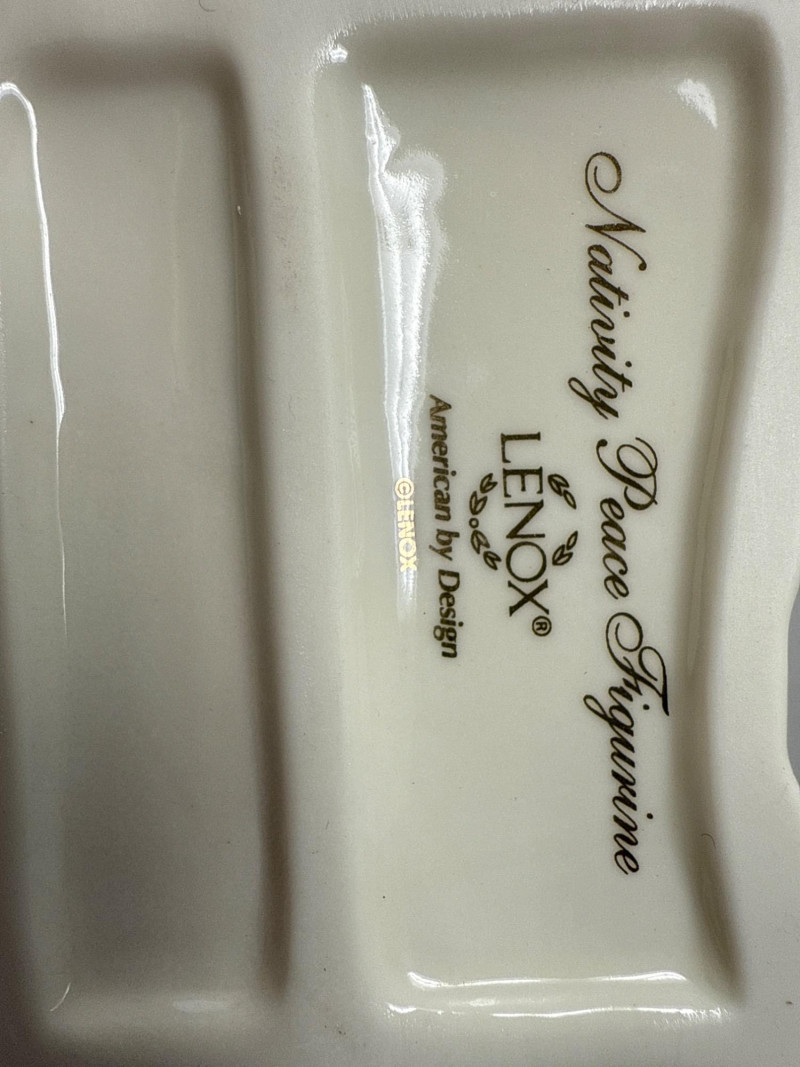 Nativity Peace Figurine
LENOX®
American by Design
©LENOX